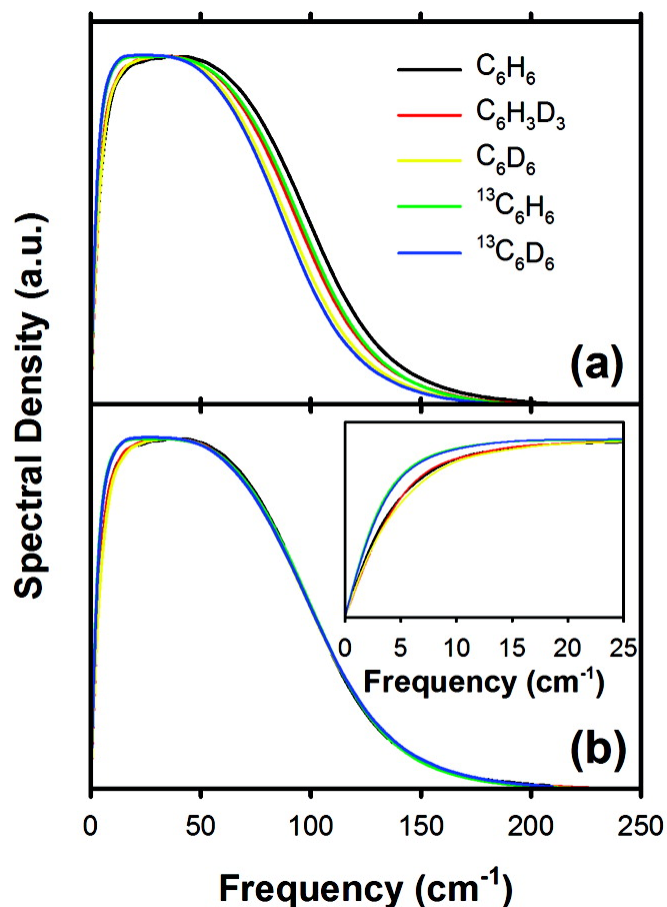 C6H6
C6H3D3
C6D6
13C6H6
13C6D6
(a)
Spectral Density (a.u.)
0 5 10 15 20 25
Frequency (cm-1)
(b)
0 50 100 150 200 250
Frequency (cm-1)